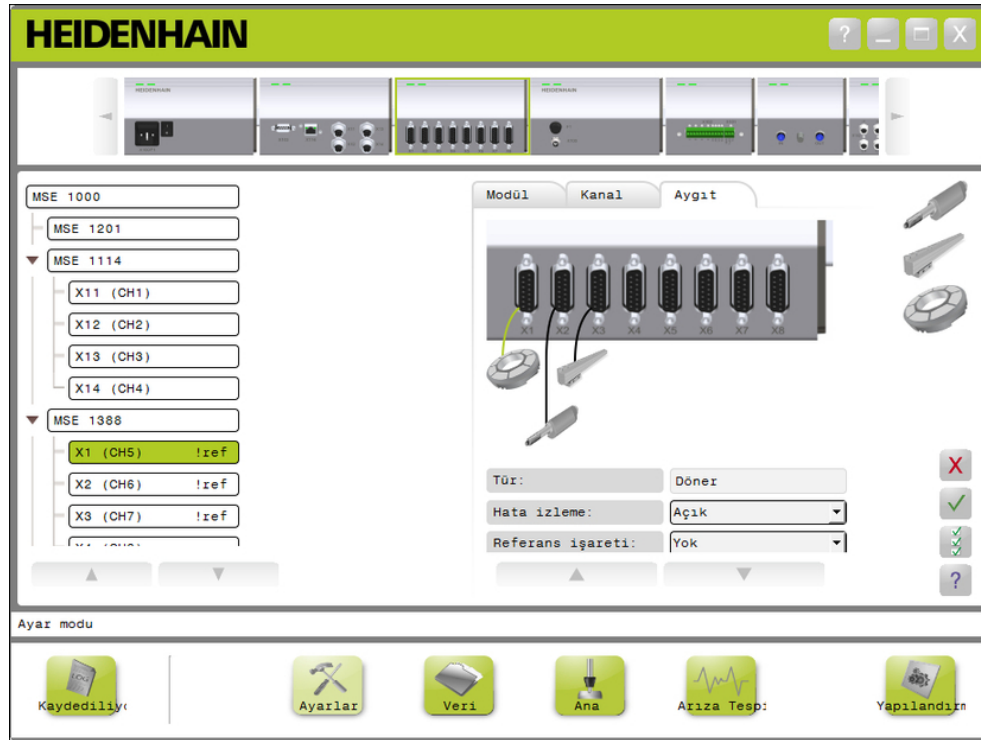 HEIDENHAIN
HEIDENHAIN
HEIDENHAIN
MSE 1000
MSE 1201
MSE 1114
X11 (CH1)
X12 (CH2)
X13 (CH3)
X14 (CH4)
MSE 1388
X1 (CH5) !ref
X2 (CH6) !ref
X3 (CH7) !ref
Modül Kanal Aygıt
X1 X2 X3 X4 X5 X6 X7 X8
Tür: Döner
Hata izleme: Açık
Referans işareti: Yok
Ayar modu
LOG
Kaydediliyo
Ayarlar
Veri
Ana
Arıza Tesp:
Yapılandırm